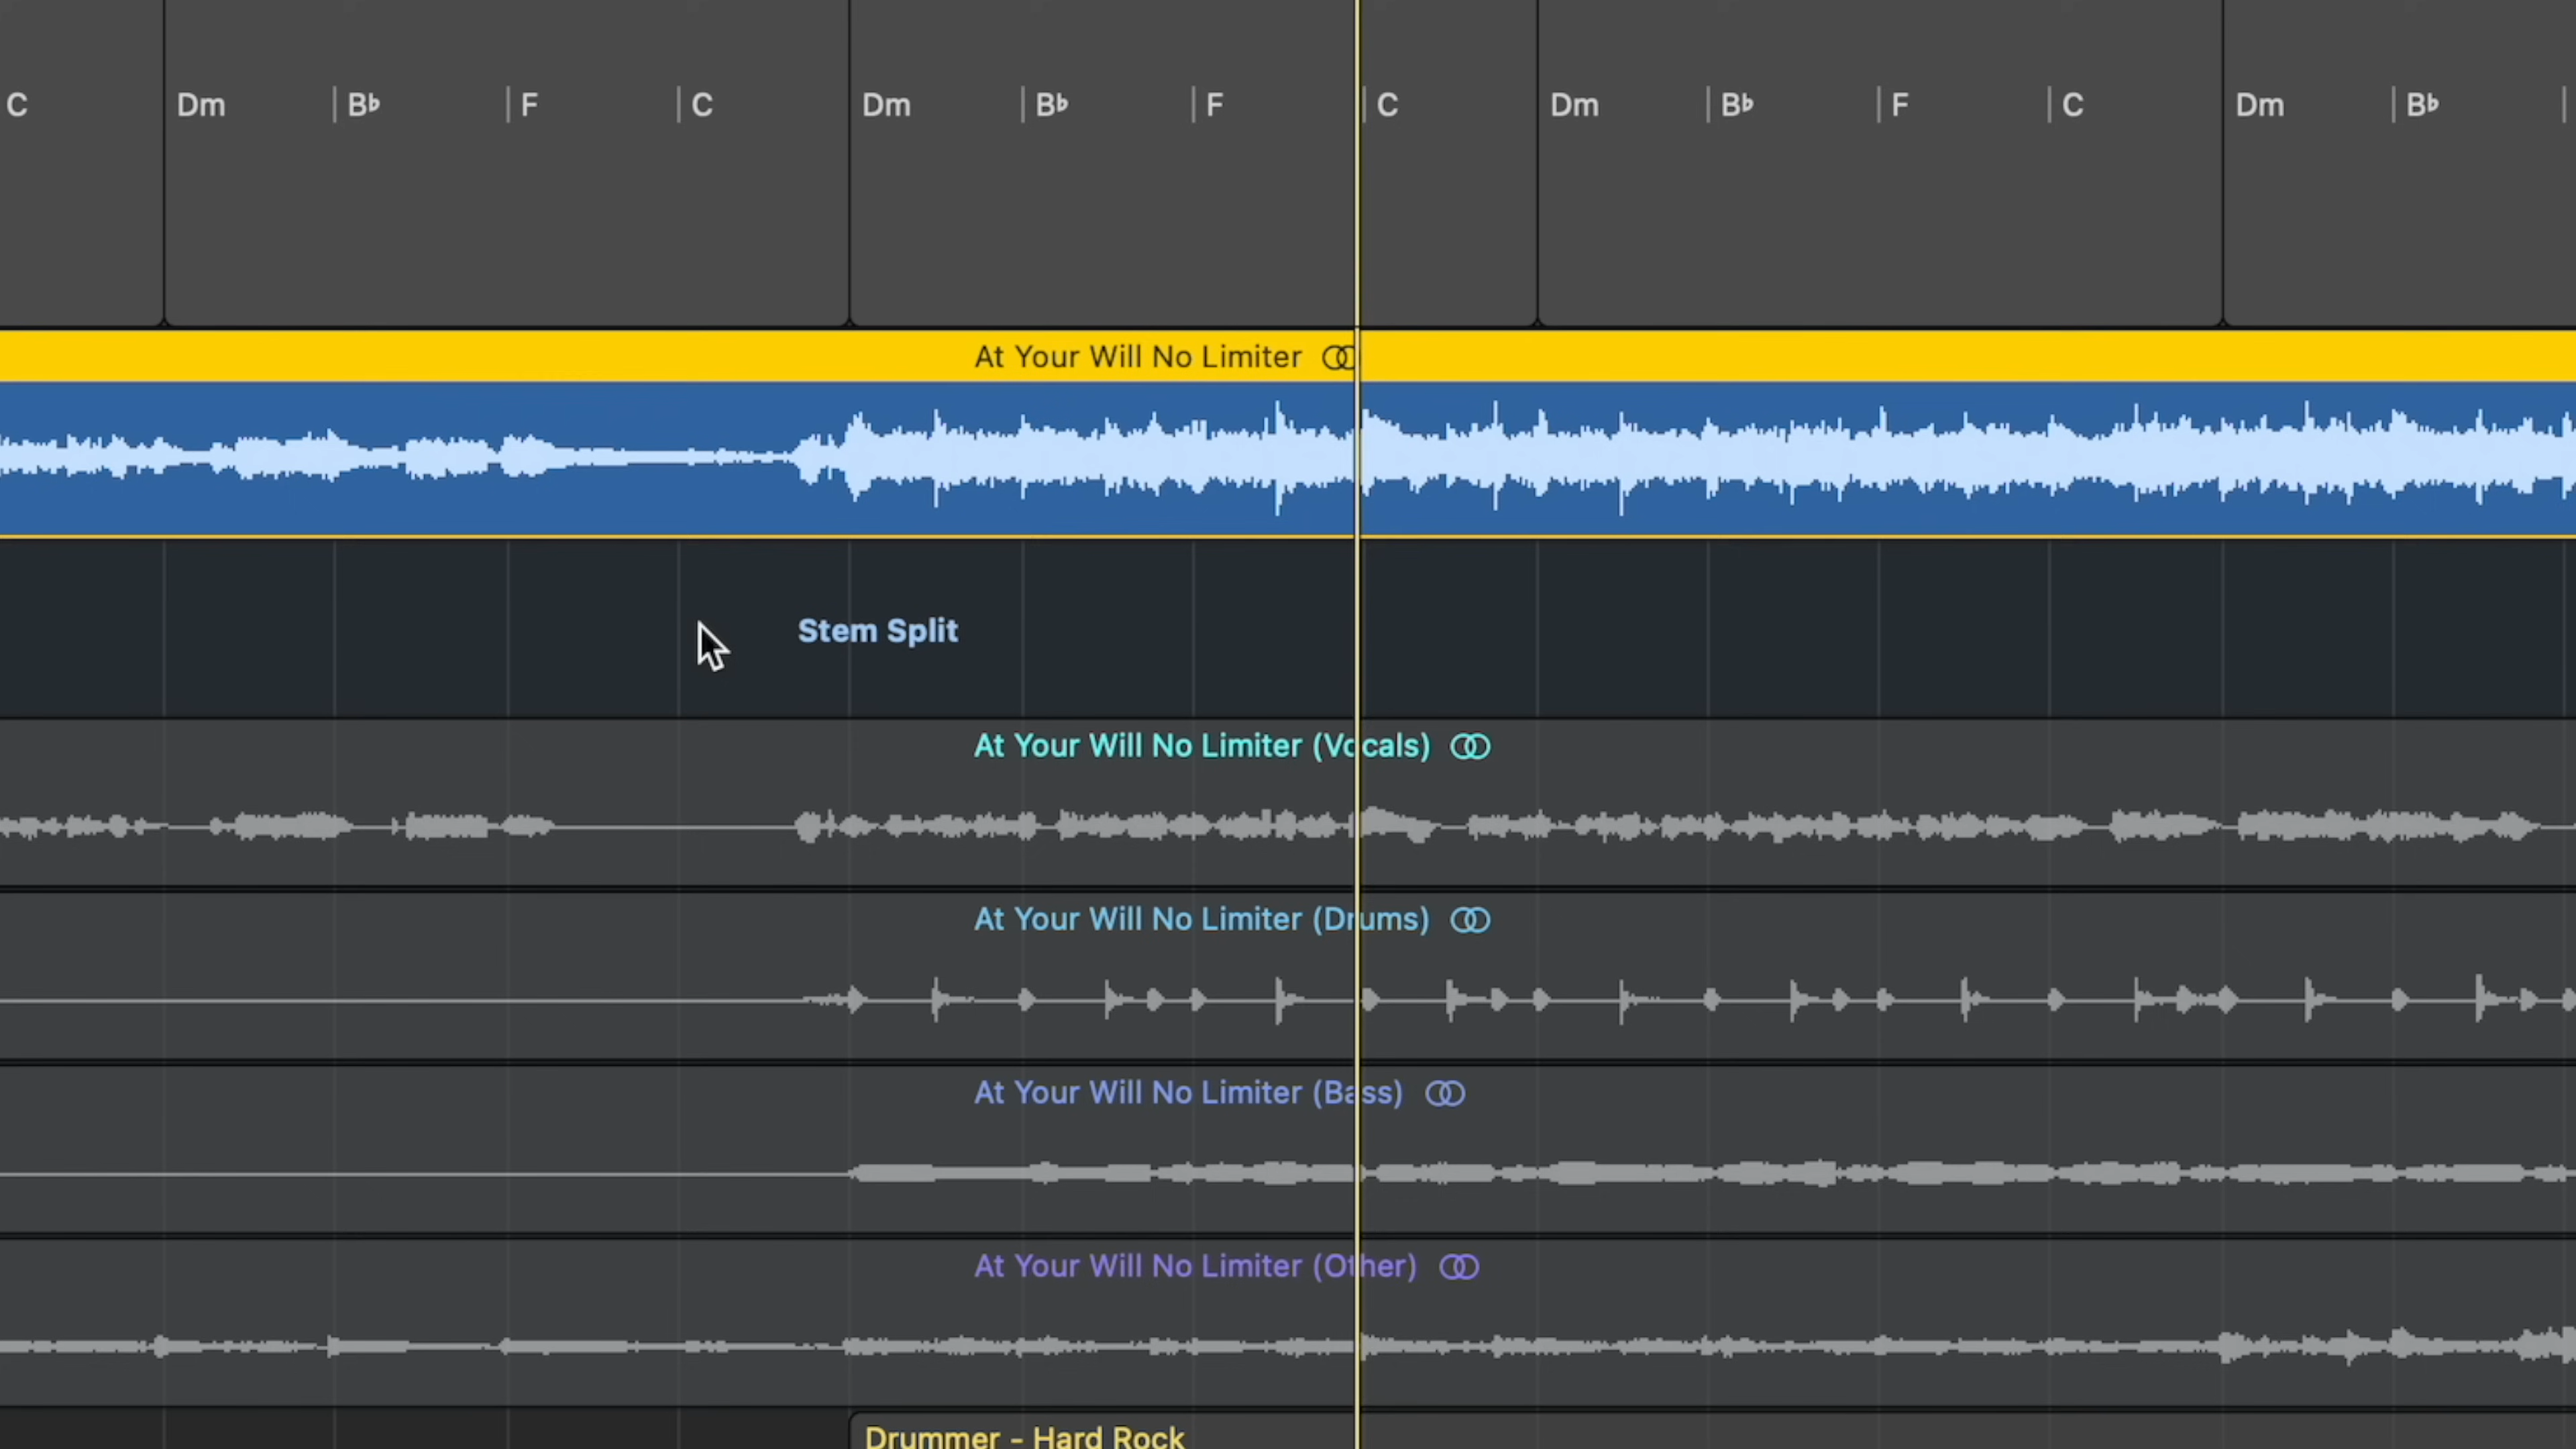 C Dm B♭ F C Dm B♭ F C Dm B♭ F C Dm B♭
At Your Will No Limiter
Stem Split
At Your Will No Limiter (Vocals)
At Your Will No Limiter (Drums)
At Your Will No Limiter (Bass)
At Your Will No Limiter (Other)
Drummer - Hard Rock